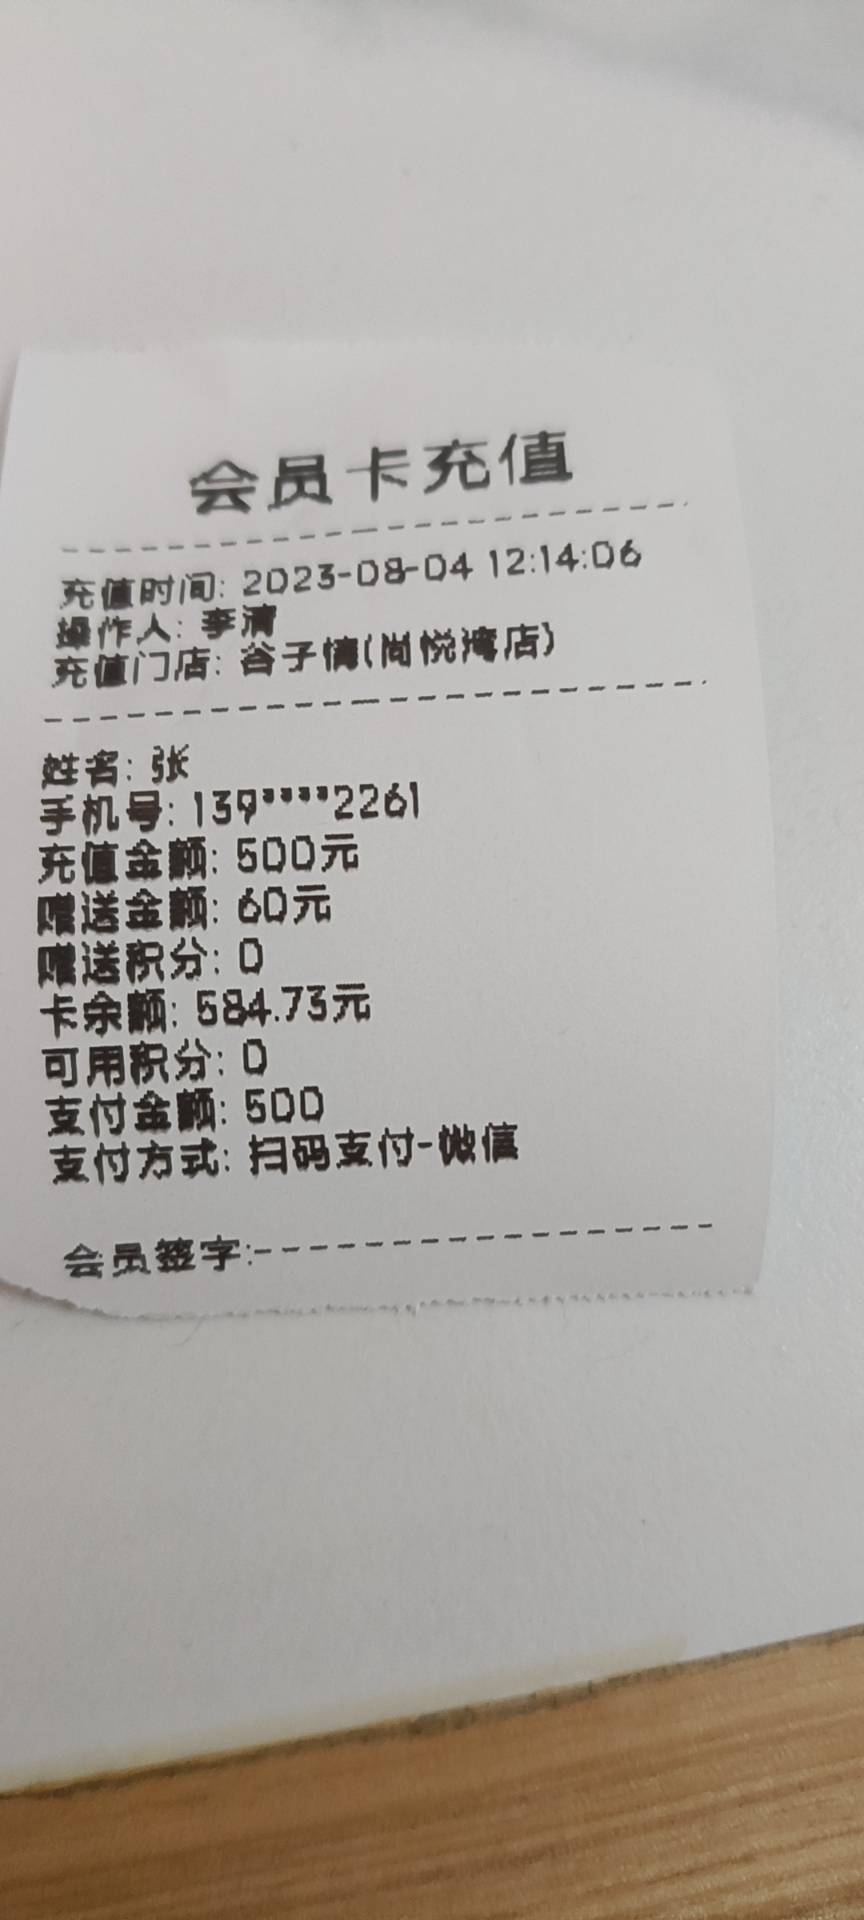 会员卡充值
充值时间: 2023-08-04 12:14:06
操作人: 李清
充值门店: 谷子情(尚悦湾店)
姓名: 张
手机号: 139****2261
充值金额: 500元
赠送金额: 60元
赠送积分: 0
卡余额: 584.73元
可用积分: 0
支付金额: 500
支付方式: 扫码支付-微信
会员签字: